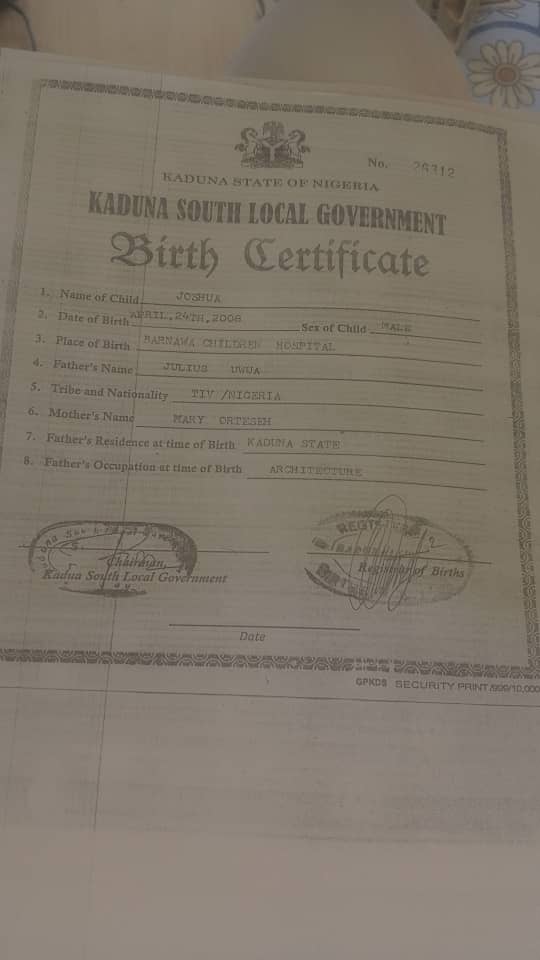 No. 26312
KADUNA STATE OF NIGERIA
KADUNA SOUTH LOCAL GOVERNMENT
Birth Certificate
1. Name of Child JOSHUA
2. Date of Birth APRIL,24TH,2006 Sex of Child MALE
3. Place of Birth BARNAWA CHILDREN HOSPITAL
4. Father's Name JULIUS UWUA
5. Tribe and Nationality TIV /NIGERIA
6. Mother's Name MARY ORTESEH
7. Father's Residence at time of Birth KADUNA STATE
8. Father's Occupation at time of Birth ARCHITECTURE
Chairman,
Kadua South Local Government
Registrar of Births
Date
GPKDS SECURITY PRINT/999/10,000